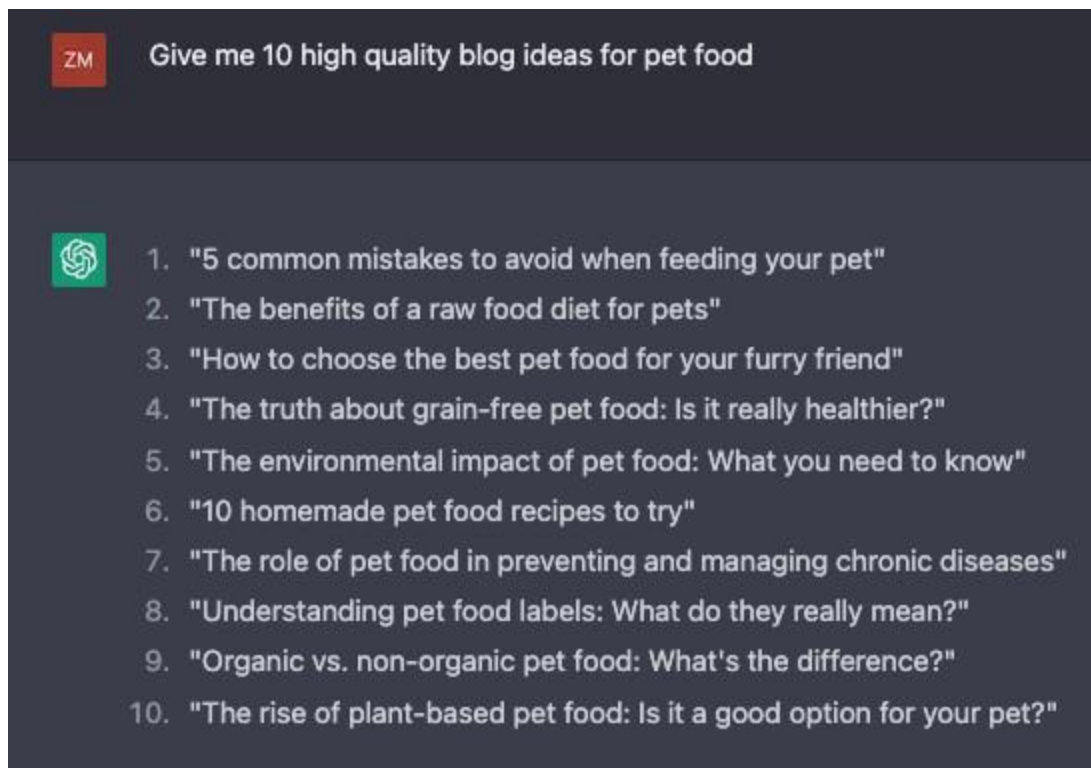 ZM
Give me 10 high quality blog ideas for pet food
1. "5 common mistakes to avoid when feeding your pet"
2. "The benefits of a raw food diet for pets"
3. "How to choose the best pet food for your furry friend"
4. "The truth about grain-free pet food: Is it really healthier?"
5. "The environmental impact of pet food: What you need to know"
6. "10 homemade pet food recipes to try"
7. "The role of pet food in preventing and managing chronic diseases"
8. "Understanding pet food labels: What do they really mean?"
9. "Organic vs. non-organic pet food: What's the difference?"
10. "The rise of plant-based pet food: Is it a good option for your pet?"